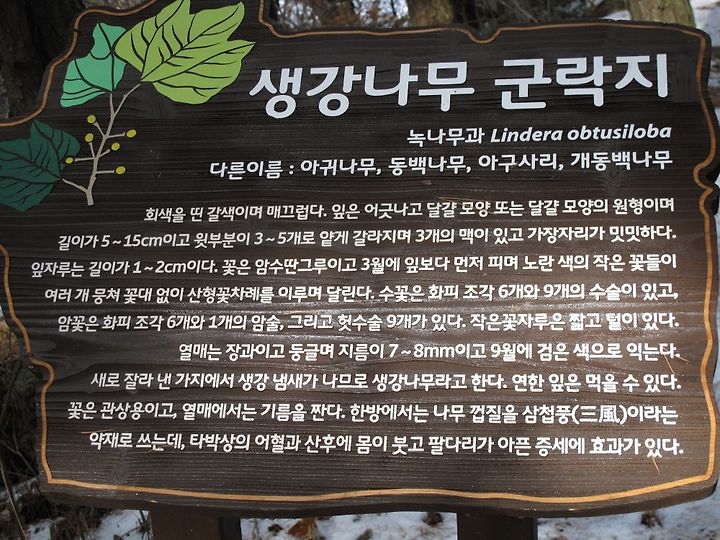 생강나무 군락지
녹나무과 Lindera obtusiloba
다른이름 : 아귀나무, 동백나무, 아구사리, 개동백나무
회색을 띤 갈색이며 매끄럽다. 잎은 어긋나고 달걀 모양 또는 달걀 모양의 원형이며
길이가 5~15cm이고 윗부분이 3~5개로 얕게 갈라지며 3개의 맥이 있고 가장자리가 밋밋하다.
잎자루는 길이가 1~2cm이다. 꽃은 암수딴그루이고 3월에 잎보다 먼저 피며 노란 색의 작은 꽃들이
여러 개 뭉쳐 꽃대 없이 산형꽃차례를 이루며 달린다. 수꽃은 화피 조각 6개와 9개의 수술이 있고,
암꽃은 화피 조각 6개와 1개의 암술, 그리고 헛수술 9개가 있다. 작은꽃자루은 짧고 털이 있다.
열매는 장과이고 둥글며 지름이 7~8mm이고 9월에 검은 색으로 익는다.
새로 잘라 낸 가지에서 생강 냄새가 나므로 생강나무라고 한다. 연한 잎은 먹을 수 있다.
꽃은 관상용이고, 열매에서는 기름을 짠다. 한방에서는 나무 껍질을 삼첩풍(三風)이라는
약재로 쓰는데, 타박상의 어혈과 산후에 몸이 붓고 팔다리가 아픈 증세에 효과가 있다.